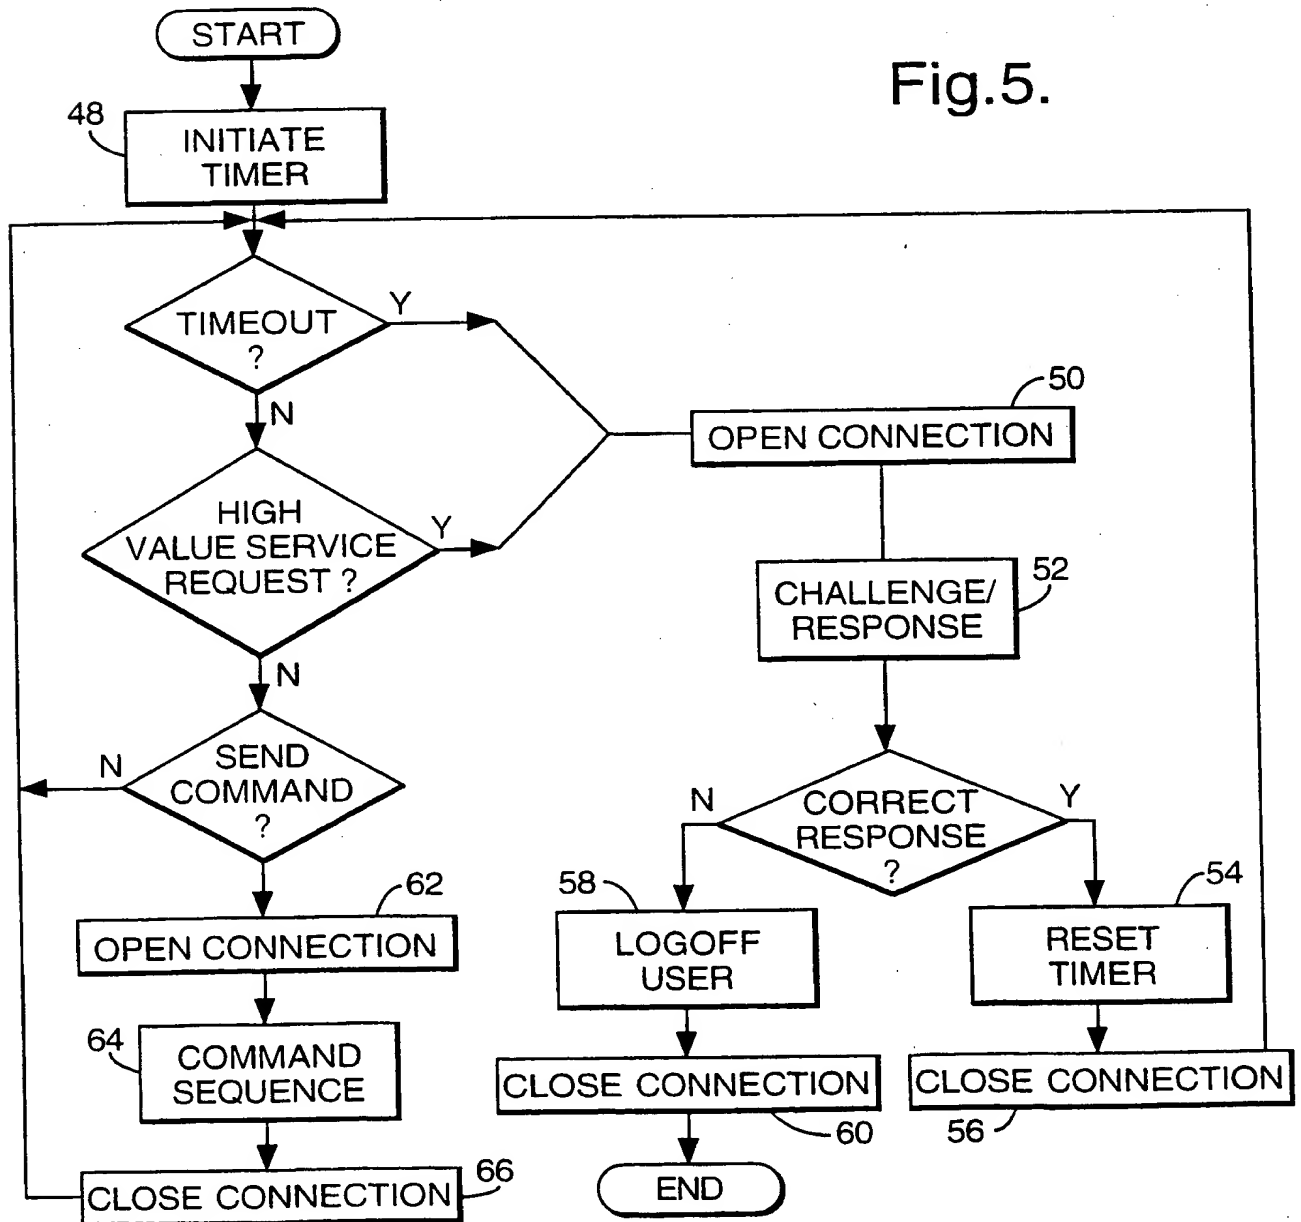 START
Fig.5.
48
INITIATE
TIMER
TIMEOUT
?
Y
N
50
OPEN CONNECTION
HIGH
VALUE SERVICE
REQUEST ?
Y
N
52
CHALLENGE/
RESPONSE
SEND
COMMAND
?
N
CORRECT
RESPONSE
?
N
Y
62
OPEN CONNECTION
58
LOGOFF
USER
54
RESET
TIMER
64
COMMAND
SEQUENCE
CLOSE CONNECTION
60
CLOSE CONNECTION
56
CLOSE CONNECTION
66
END